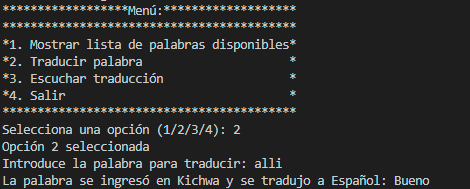 ******************Menú:*******************
******************************************
*1. Mostrar lista de palabras disponibles*
*2. Traducir palabra                     *
*3. Escuchar traducción                  *
*4. Salir                                *
******************************************
Selecciona una opción (1/2/3/4): 2
Opción 2 seleccionada
Introduce la palabra para traducir: alli
La palabra se ingresó en Kichwa y se tradujo a Español: Bueno